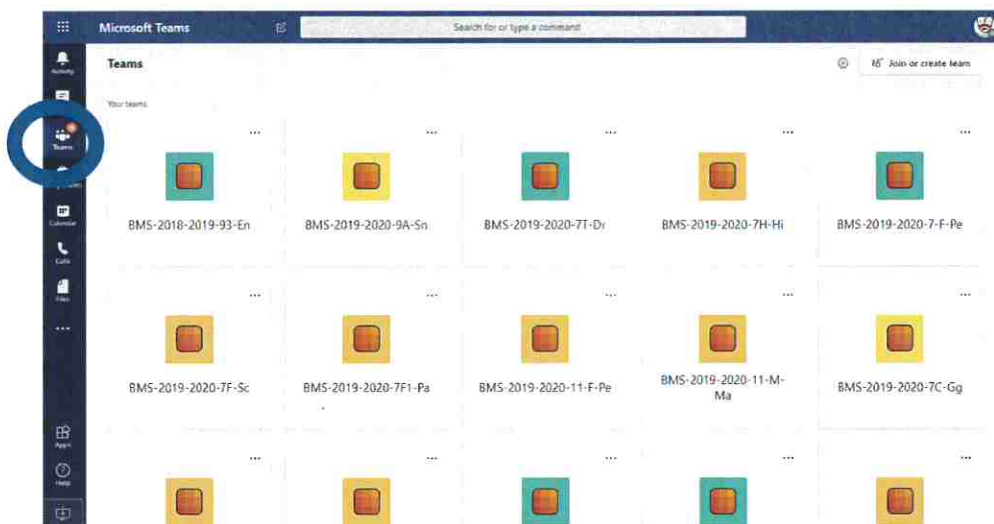 Microsoft Teams
Search for or type a command
Activity
Teams
Join or create team
Your teams
Teams
Calendar
Calls
Files
BMS-2018-2019-93-En
BMS-2019-2020-9A-Sn
BMS-2019-2020-7T-Dr
BMS-2019-2020-7H-Hi
BMS-2019-2020-7-F-Pe
BMS-2019-2020-7F-Sc
BMS-2019-2020-7F1-Pa
BMS-2019-2020-11-F-Pe
BMS-2019-2020-11-M-
Ma
BMS-2019-2020-7C-Gg
Apps
Help